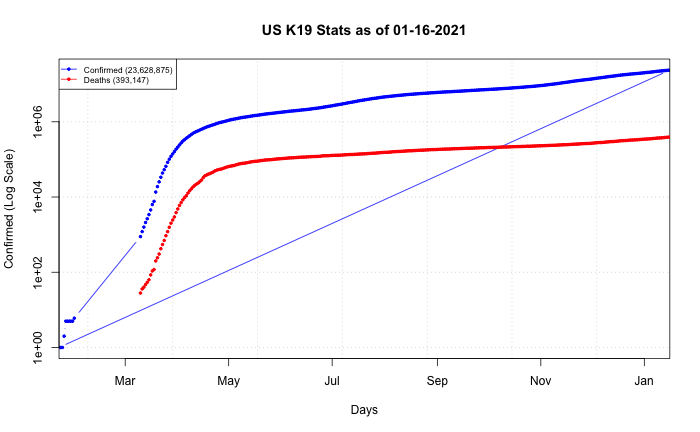 US K19 Stats as of 01-16-2021
Confirmed (23,628,875)
Deaths (393,147)
Confirmed (Log Scale)
1e+06
1e+04
1e+02
1e+00
Mar May Jul Sep Nov Jan
Days